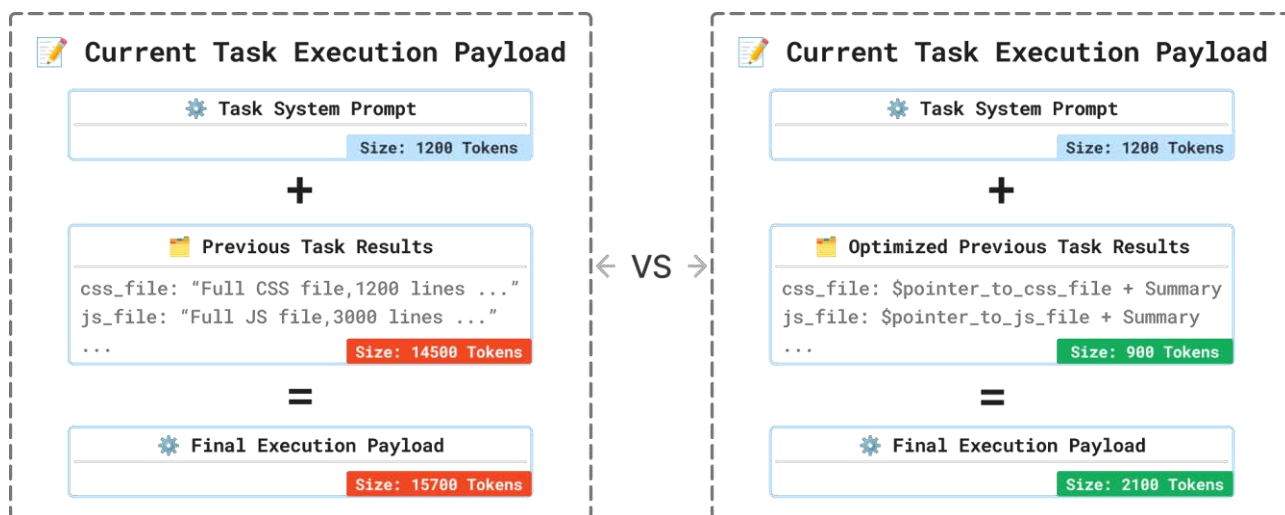 📝 Current Task Execution Payload
⚙️ Task System Prompt
Size: 1200 Tokens
+
🗂️ Previous Task Results
css_file: “Full CSS file,1200 lines ...”
js_file: “Full JS file,3000 lines ...”
...
Size: 14500 Tokens
=
⚙️ Final Execution Payload
Size: 15700 Tokens
← VS →
📝 Current Task Execution Payload
⚙️ Task System Prompt
Size: 1200 Tokens
+
🗂️ Optimized Previous Task Results
css_file: $pointer_to_css_file + Summary
js_file: $pointer_to_js_file + Summary
...
Size: 900 Tokens
=
⚙️ Final Execution Payload
Size: 2100 Tokens